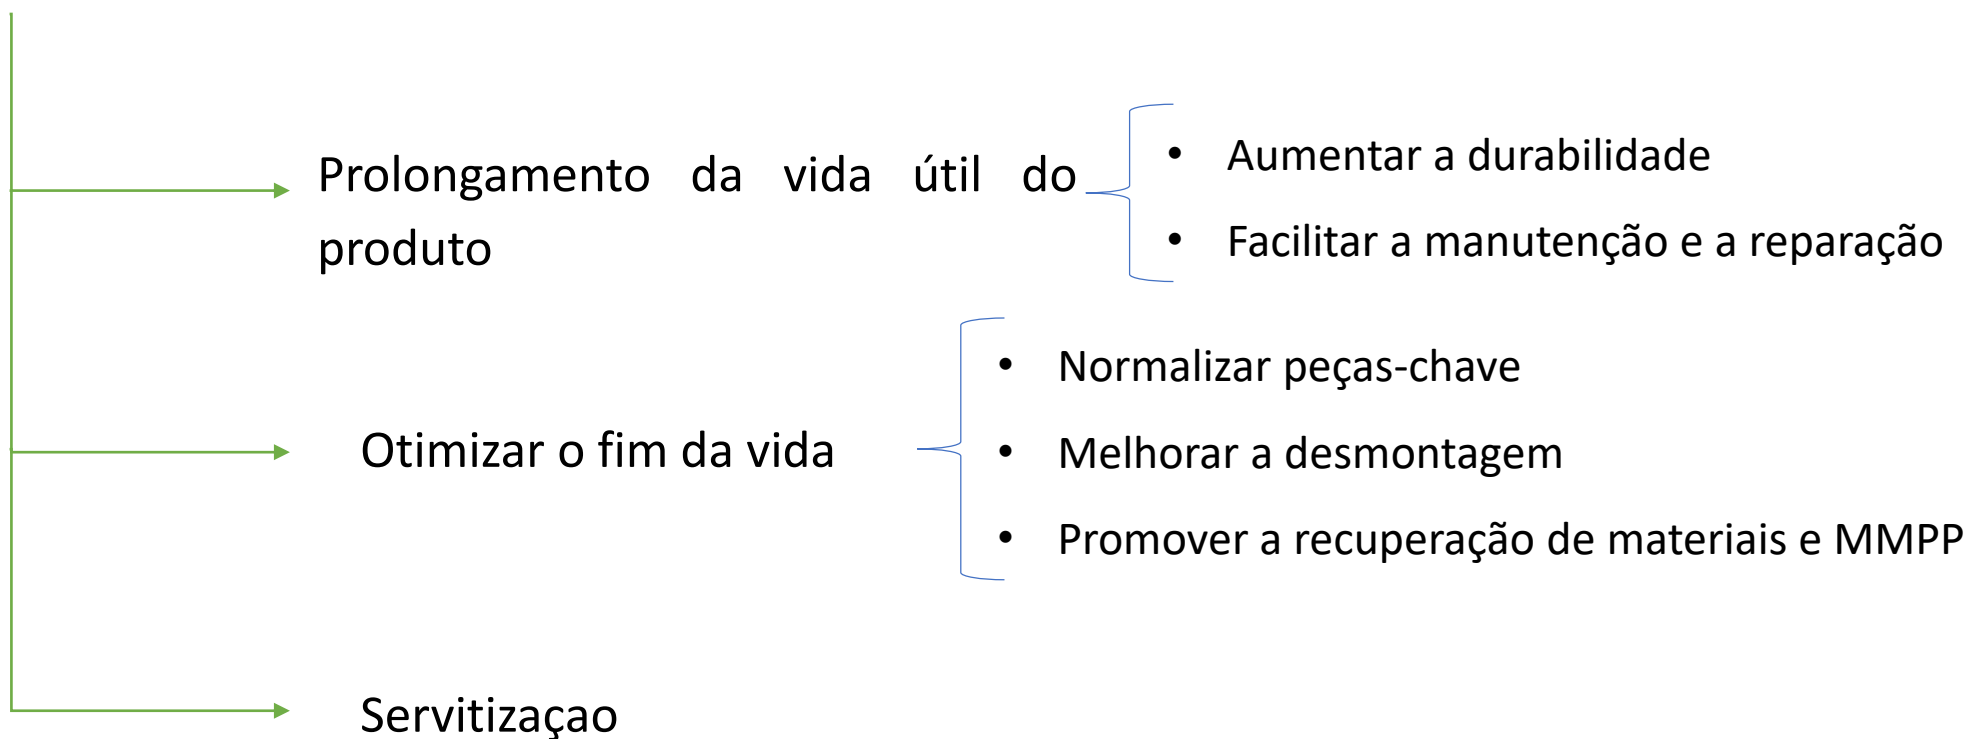 Prolongamento da vida útil do
produto
• Aumentar a durabilidade
• Facilitar a manutenção e a reparação
Otimizar o fim da vida
• Normalizar peças-chave
• Melhorar a desmontagem
• Promover a recuperação de materiais e MMPP
Servitizaçao